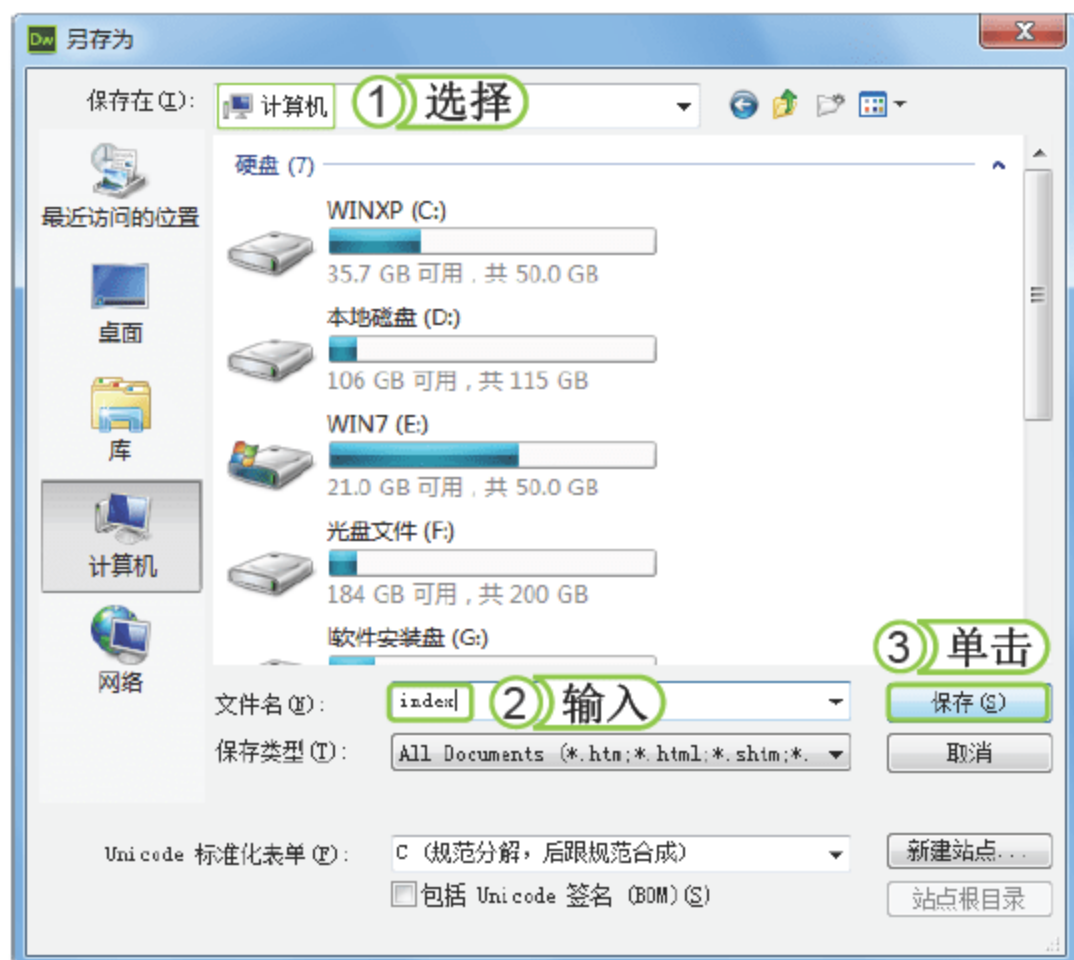 Dw 另存为
保存在(I): 计算机 ① 选择
硬盘 (7)
最近访问的位置
桌面
库
计算机
网络
WINXP (C:)
35.7 GB 可用 , 共 50.0 GB
本地磁盘 (D:)
106 GB 可用 , 共 115 GB
WIN7 (E:)
21.0 GB 可用 , 共 50.0 GB
光盘文件 (F:)
184 GB 可用 , 共 200 GB
软件安装盘 (G:)
③ 单击
文件名(N): index ② 输入 保存(S)
保存类型(T): All Documents (*.htm;*.html;*.shtm;*. 取消
Unicode 标准化表单(F): C (规范分解，后跟规范合成) 新建站点...
包括 Unicode 签名 (BOM)(S) 站点根目录